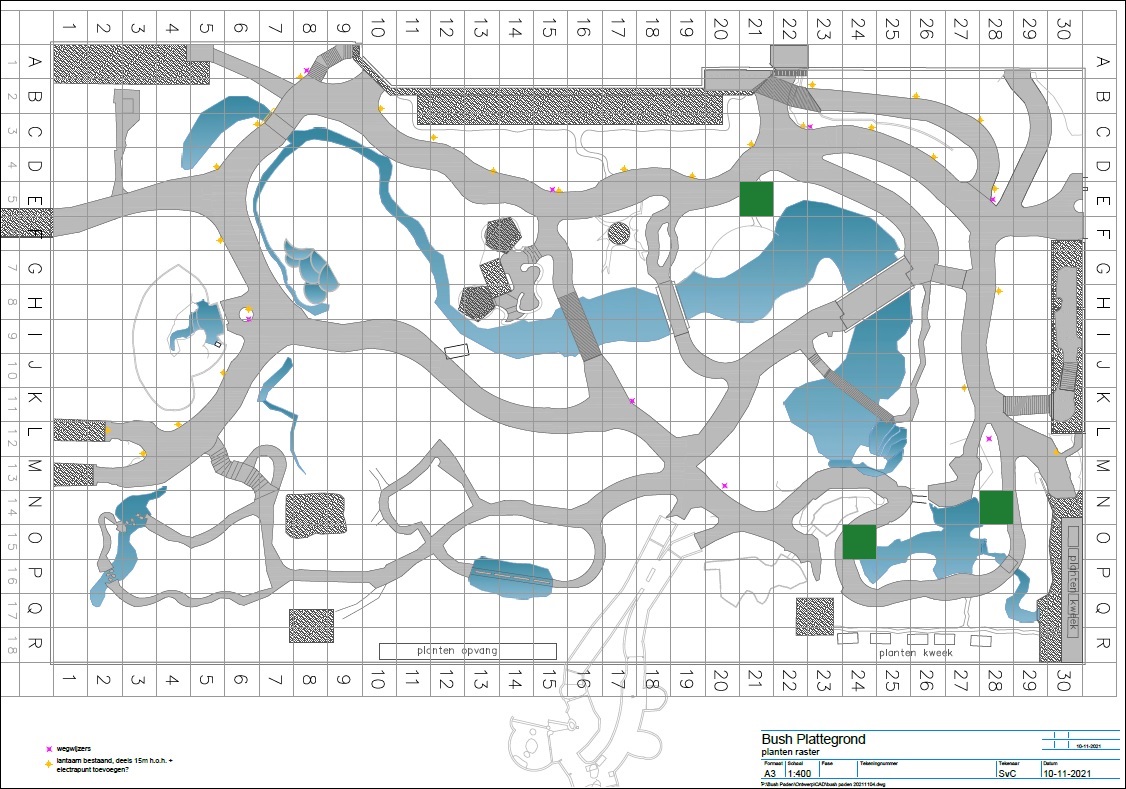 1 2 3 4 5 6 7 8 9 10 11 12 13 14 15 16 17 18 19 20 21 22 23 24 25 26 27 28 29 30
1 A A
2 B B
3 C C
4 D D
5 E E
F F
7 G G
8 H H
9 I I
10 J J
11 K K
12 L L
13 M M
14 N N
15 O O
16 P P
17 Q Q
18 R R
planten kweek
planten opvang
planten kweek
1 2 3 4 5 6 7 8 9 10 11 12 13 14 15 16 17 18 19 20 21 22 23 24 25 26 27 28 29 30
wegwijzers
lantaarn bestaand, deels 15m h.o.h. +
electrapunt toevoegen?
Bush Plattegrond
planten raster
10-11-2021
Formaat Schaal Fase Tekeningnummer Tekenaar Datum
A3 1:400 SvC 10-11-2021
P:\Bush Paden\Ontwerp\CAD\bush paden 20211104.dwg